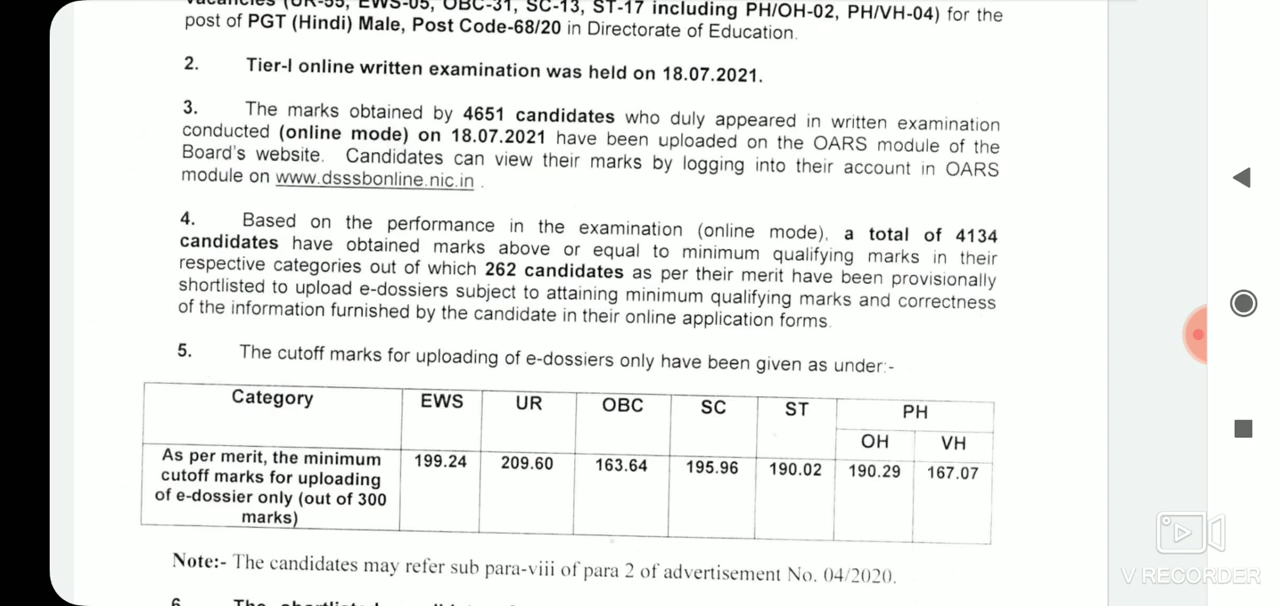 vacancies (UR-55, EWS-05, OBC-31, SC-13, ST-17 including PH/OH-02, PH/VH-04) for the
post of PGT (Hindi) Male, Post Code-68/20 in Directorate of Education.
2. Tier-I online written examination was held on 18.07.2021.
3. The marks obtained by 4651 candidates who duly appeared in written examination
conducted (online mode) on 18.07.2021 have been uploaded on the OARS module of the
Board's website. Candidates can view their marks by logging into their account in OARS
module on www.dsssbonline.nic.in .
4. Based on the performance in the examination (online mode), a total of 4134
candidates have obtained marks above or equal to minimum qualifying marks in their
respective categories out of which 262 candidates as per their merit have been provisionally
shortlisted to upload e-dossiers subject to attaining minimum qualifying marks and correctness
of the information furnished by the candidate in their online application forms.
5. The cutoff marks for uploading of e-dossiers only have been given as under:-
Category EWS UR OBC SC ST PH
OH VH
As per merit, the minimum 199.24 209.60 163.64 195.96 190.02 190.29 167.07
cutoff marks for uploading
of e-dossier only (out of 300
marks)
Note:- The candidates may refer sub para-viii of para 2 of advertisement No. 04/2020.
6. The
V RECORDER